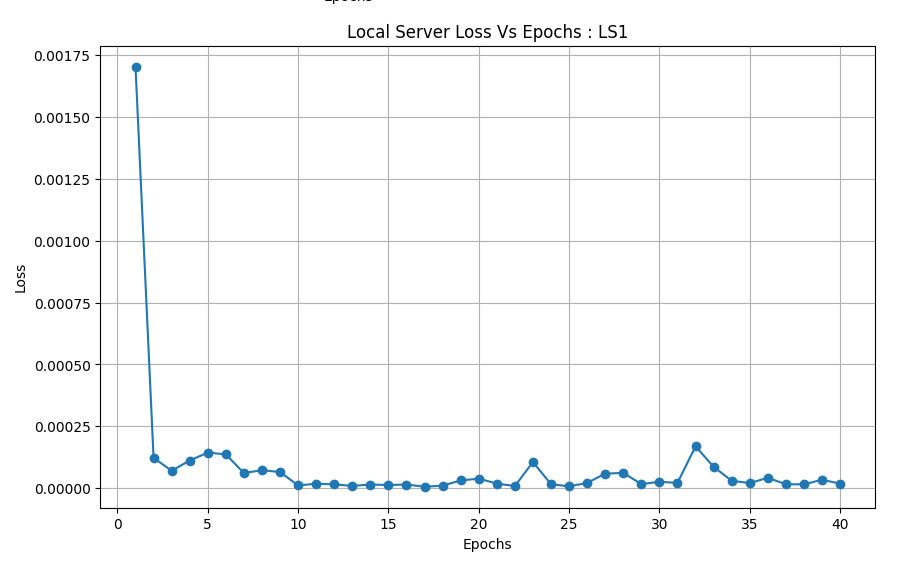 Epochs
Local Server Loss Vs Epochs : LS1
0.00175
0.00150
0.00125
0.00100
0.00075
0.00050
0.00025
0.00000
Loss
0 5 10 15 20 25 30 35 40
Epochs